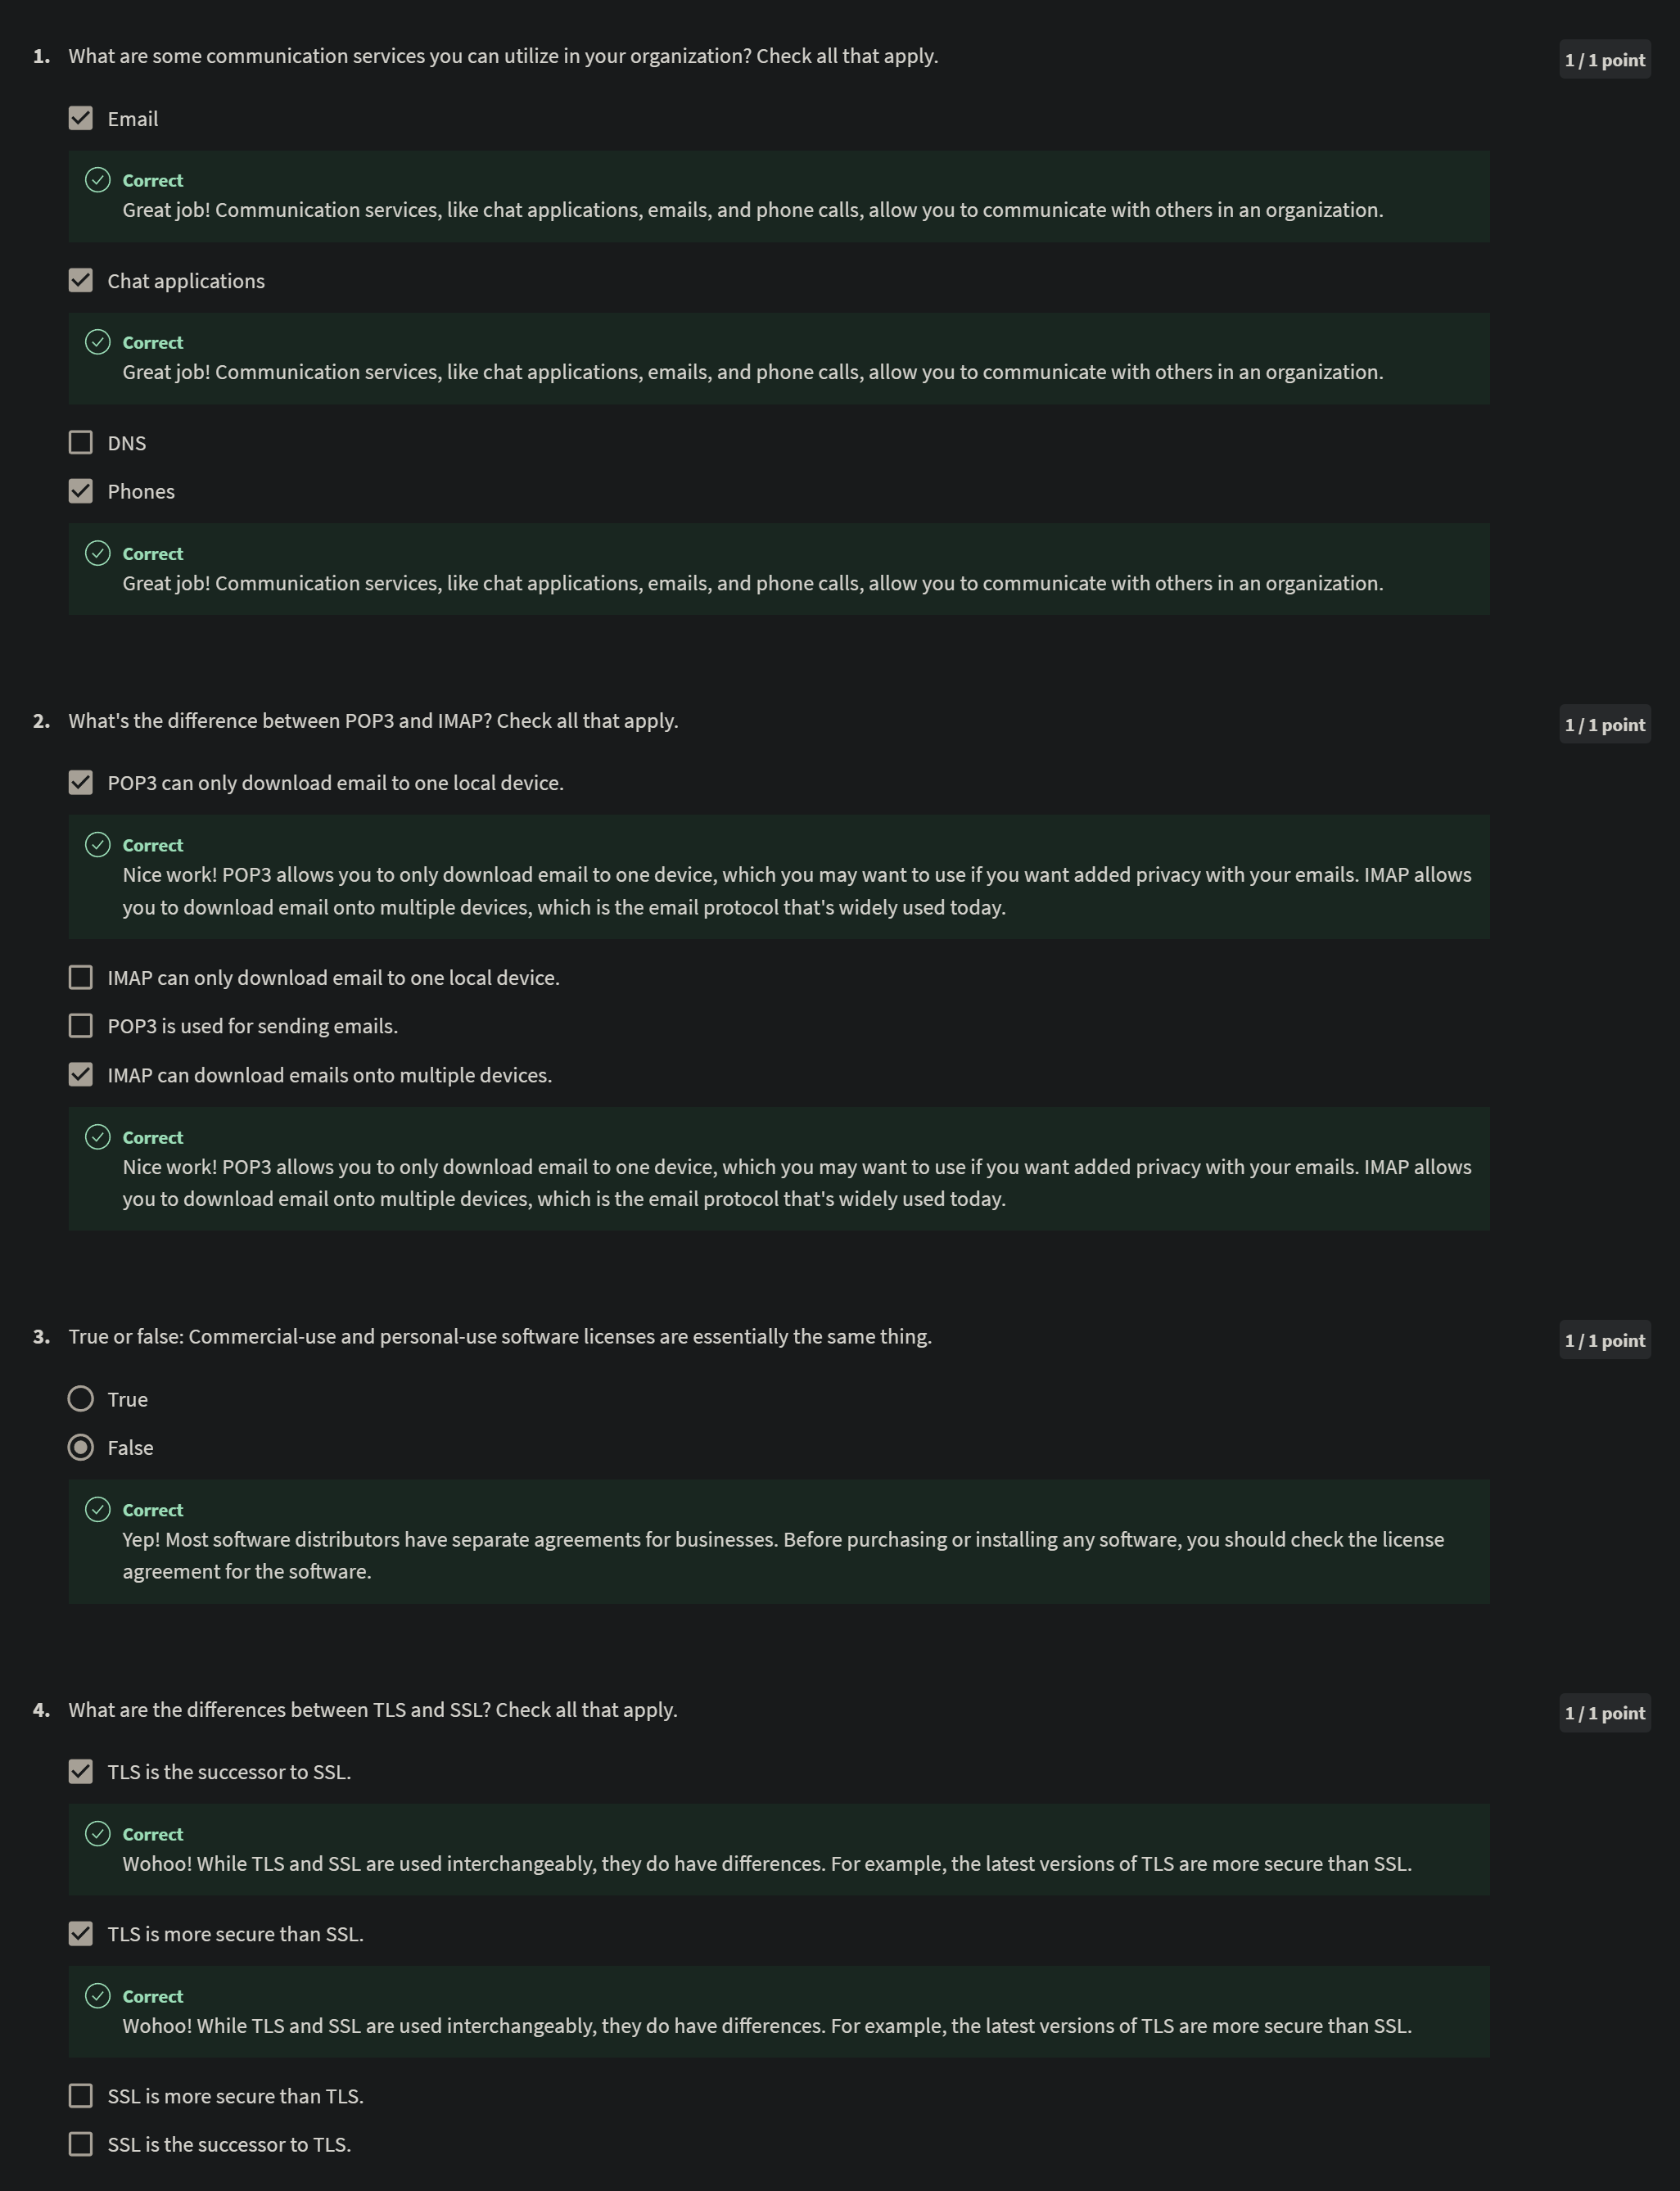 1. What are some communication services you can utilize in your organization? Check all that apply.
1 / 1 point
Email
Correct
Great job! Communication services, like chat applications, emails, and phone calls, allow you to communicate with others in an organization.
Chat applications
Correct
Great job! Communication services, like chat applications, emails, and phone calls, allow you to communicate with others in an organization.
DNS
Phones
Correct
Great job! Communication services, like chat applications, emails, and phone calls, allow you to communicate with others in an organization.
2. What's the difference between POP3 and IMAP? Check all that apply.
1 / 1 point
POP3 can only download email to one local device.
Correct
Nice work! POP3 allows you to only download email to one device, which you may want to use if you want added privacy with your emails. IMAP allows
you to download email onto multiple devices, which is the email protocol that's widely used today.
IMAP can only download email to one local device.
POP3 is used for sending emails.
IMAP can download emails onto multiple devices.
Correct
Nice work! POP3 allows you to only download email to one device, which you may want to use if you want added privacy with your emails. IMAP allows
you to download email onto multiple devices, which is the email protocol that's widely used today.
3. True or false: Commercial-use and personal-use software licenses are essentially the same thing.
1 / 1 point
True
False
Correct
Yep! Most software distributors have separate agreements for businesses. Before purchasing or installing any software, you should check the license
agreement for the software.
4. What are the differences between TLS and SSL? Check all that apply.
1 / 1 point
TLS is the successor to SSL.
Correct
Wohoo! While TLS and SSL are used interchangeably, they do have differences. For example, the latest versions of TLS are more secure than SSL.
TLS is more secure than SSL.
Correct
Wohoo! While TLS and SSL are used interchangeably, they do have differences. For example, the latest versions of TLS are more secure than SSL.
SSL is more secure than TLS.
SSL is the successor to TLS.